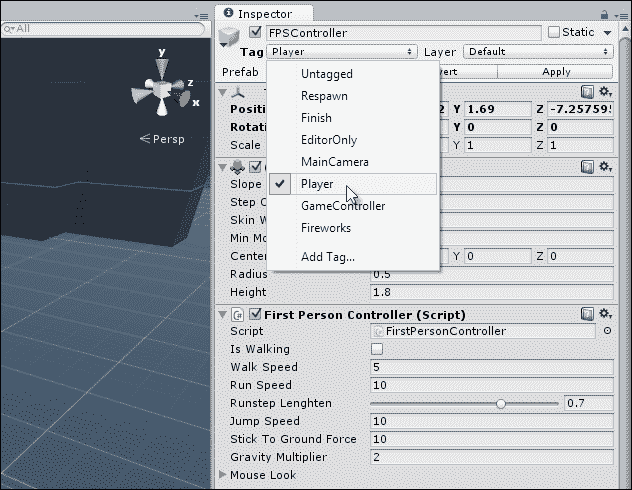 Inspector
All
FPSController
Static
Tag Player
Layer Default
Prefab
vert
Apply
Untagged
Respawn
Finish
EditorOnly
MainCamera
Player
GameController
Fireworks
Add Tag...
y
x
z
Persp
Positi
2 Y 1.69 Z -7.257595
Rotati
Y 0 Z 0
Scale
Y 1 Z 1
Slope
Step O
Skin W
Min Mo
Center
Y 0 Z 0
Radius 0.5
Height 1.8
First Person Controller (Script)
Script FirstPersonController
Is Walking
Walk Speed 5
Run Speed 10
Runstep Lenghten 0.7
Jump Speed 10
Stick To Ground Force 10
Gravity Multiplier 2
Mouse Look